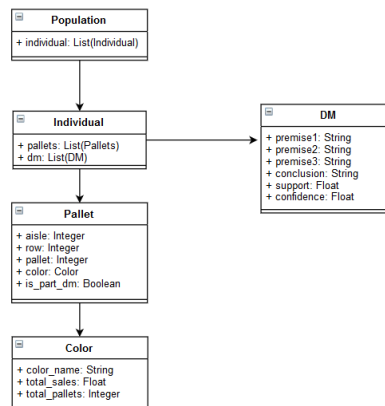 Population
+ individual: List(Individual)
Individual
+ pallets: List(Pallets)
+ dm: List(DM)
DM
+ premise1: String
+ premise2: String
+ premise3: String
+ conclusion: String
+ support: Float
+ confidence: Float
Pallet
+ aisle: Integer
+ row: Integer
+ pallet: Integer
+ color: Color
+ is_part_dm: Boolean
Color
+ color_name: String
+ total_sales: Float
+ total_pallets: Integer